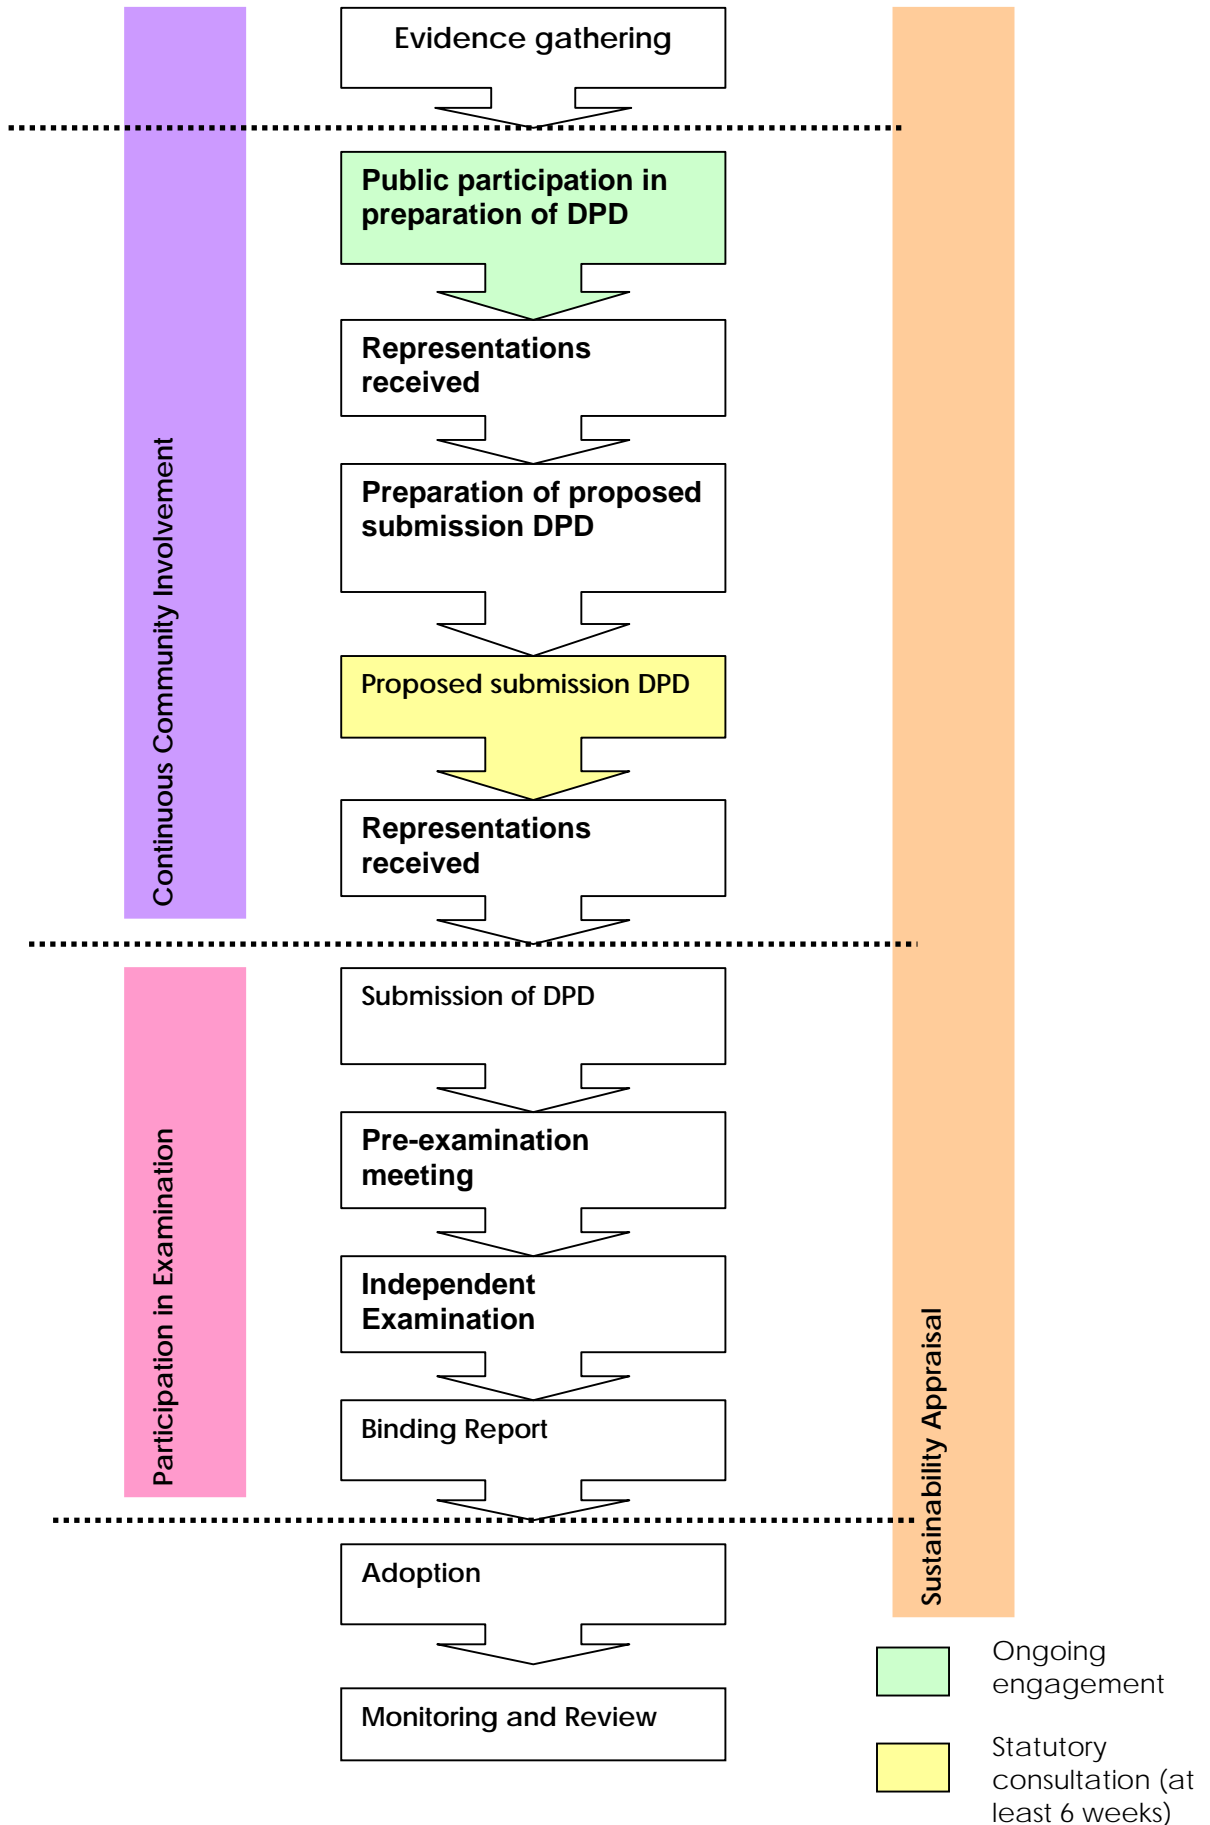 Evidence gathering
Public participation in
preparation of DPD
Representations
received
Preparation of proposed
submission DPD
Proposed submission DPD
Representations
received
Continuous Community Involvement
Submission of DPD
Pre-examination
meeting
Independent
Examination
Binding Report
Participation in Examination
Adoption
Monitoring and Review
Sustainability Appraisal
Ongoing
engagement
Statutory
consultation (at
least 6 weeks)